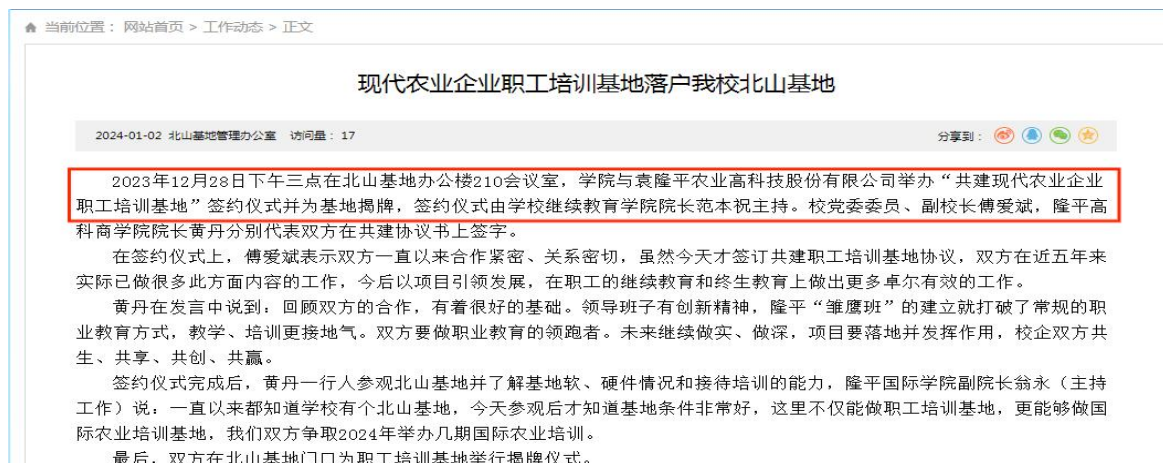 当前位置： 网站首页 > 工作动态 > 正文
现代农业企业职工培训基地落户我校北山基地
2024-01-02 北山基地管理办公室 访问量： 17
分享到：
2023年12月28日下午三点在北山基地办公楼210会议室，学院与袁隆平农业高科技股份有限公司举办“共建现代农业企业
职工培训基地”签约仪式并为基地揭牌，签约仪式由学校继续教育学院院长范本祝主持。校党委委员、副校长傅爱斌，隆平高
科商学院院长黄丹分别代表双方在共建协议书上签字。
在签约仪式上，傅爱斌表示双方一直以来合作紧密、关系密切，虽然今天才签订共建职工培训基地协议，双方在近五年来
实际已做很多此方面内容的工作，今后以项目引领发展，在职工的继续教育和终生教育上做出更多卓尔有效的工作。
黄丹在发言中说到：回顾双方的合作，有着很好的基础。领导班子有创新精神，隆平“雏鹰班”的建立就打破了常规的职
业教育方式，教学、培训更接地气。双方要做职业教育的领跑者。未来继续做实、做深，项目要落地并发挥作用，校企双方共
生、共享、共创、共赢。
签约仪式完成后，黄丹一行人参观北山基地并了解基地软、硬件情况和接待培训的能力，隆平国际学院副院长翁永（主持
工作）说：一直以来都知道学校有个北山基地，今天参观后才知道基地条件非常好，这里不仅能做职工培训基地，更能够做国
际农业培训基地，我们双方争取2024年举办几期国际农业培训。
最后，双方在北山基地门口为职工培训基地举行揭牌仪式。